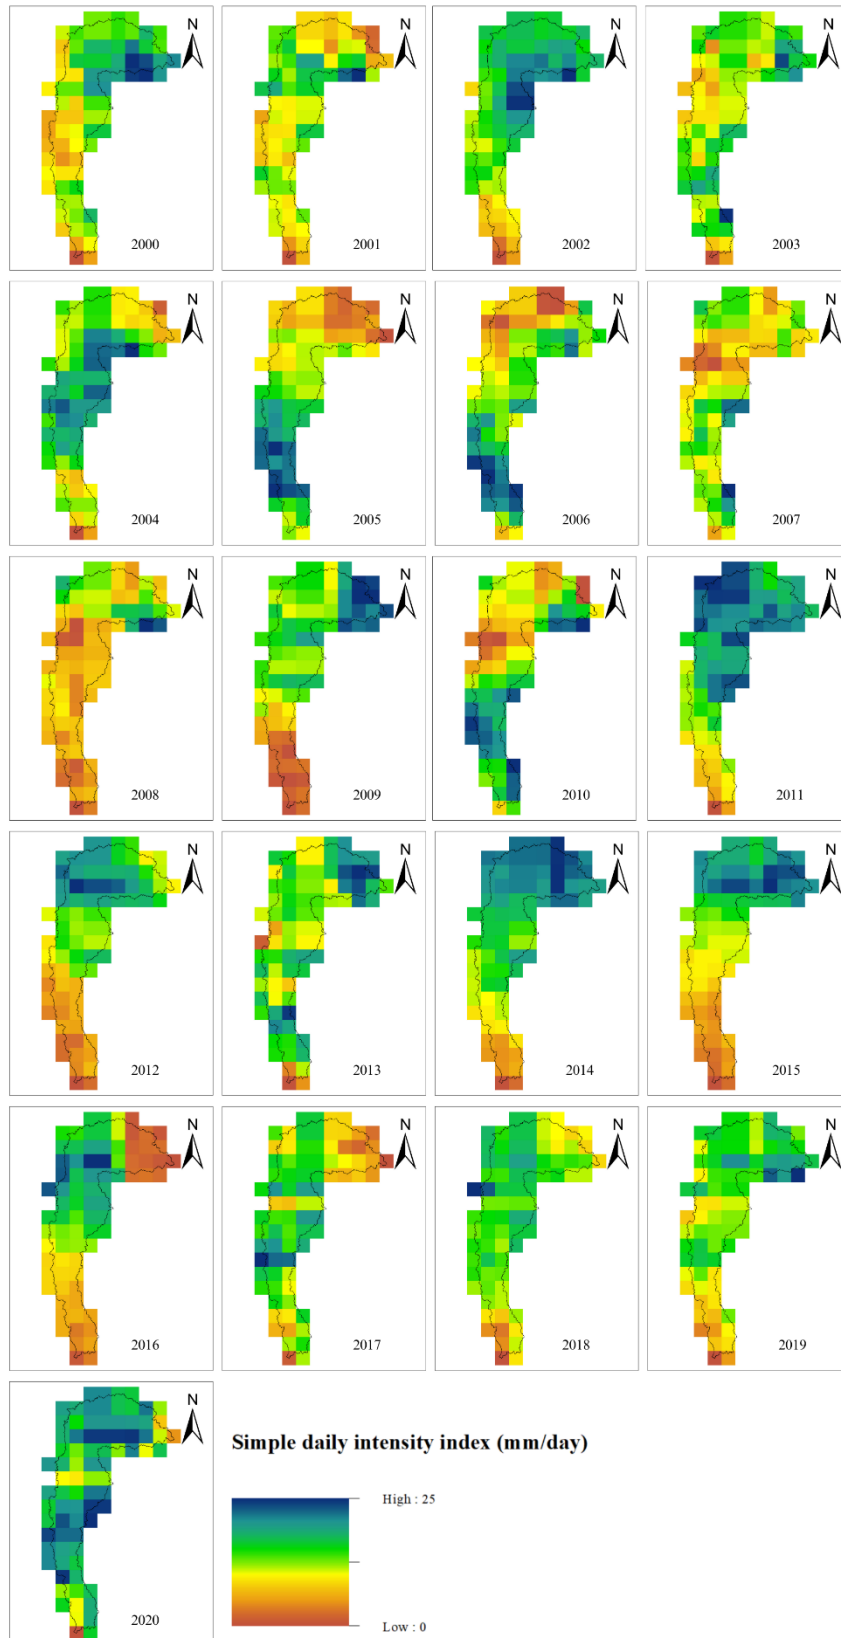 N N N N
2000 2001 2002 2003
N N N N
2004 2005 2006 2007
N N N N
2008 2009 2010 2011
N N N N
2012 2013 2014 2015
N N N N
2016 2017 2018 2019
N
2020
Simple daily intensity index (mm/day)
High : 25
Low : 0